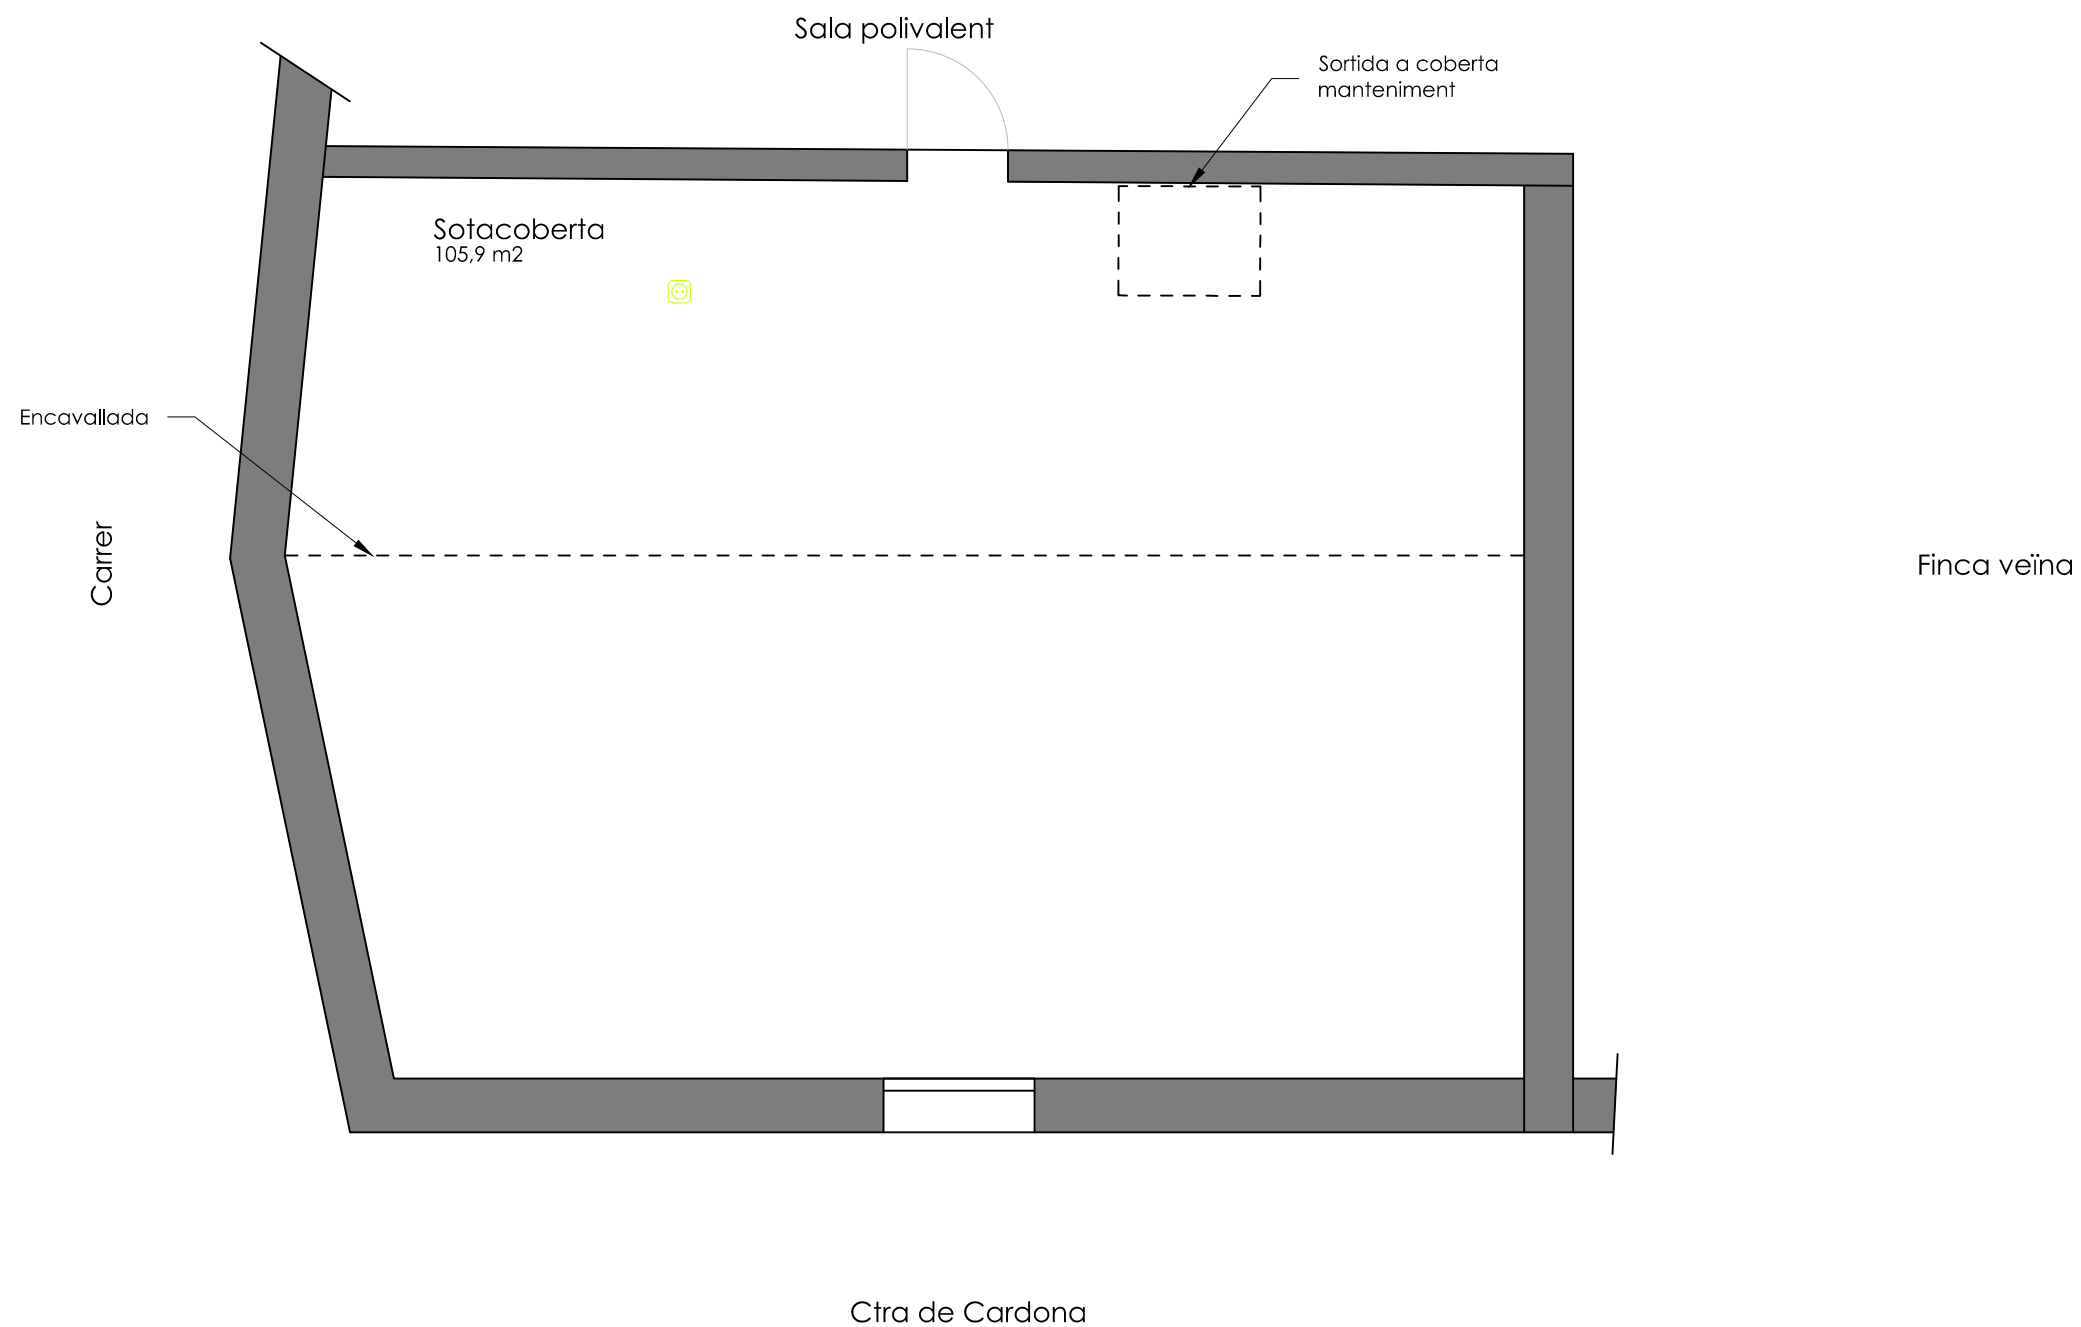 Sala polivalent
Sortida a coberta
manteniment
Sotacoberta
105,9 m2
Encavallada
Carrer
Finca veïna
Ctra de Cardona